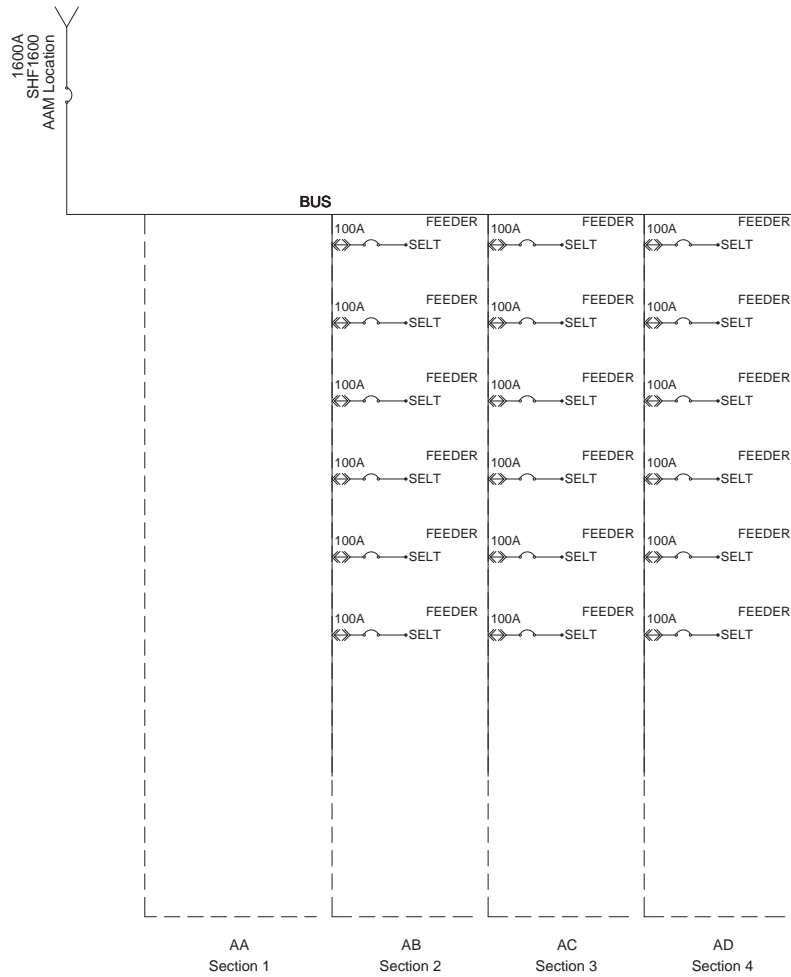 1600A
SHF1600
AAM Location
BUS
FEEDER FEEDER FEEDER
100A 100A 100A
SELT SELT SELT
FEEDER FEEDER FEEDER
100A 100A 100A
SELT SELT SELT
FEEDER FEEDER FEEDER
100A 100A 100A
SELT SELT SELT
FEEDER FEEDER FEEDER
100A 100A 100A
SELT SELT SELT
FEEDER FEEDER FEEDER
100A 100A 100A
SELT SELT SELT
FEEDER FEEDER FEEDER
100A 100A 100A
SELT SELT SELT
AA AB AC AD
Section 1 Section 2 Section 3 Section 4